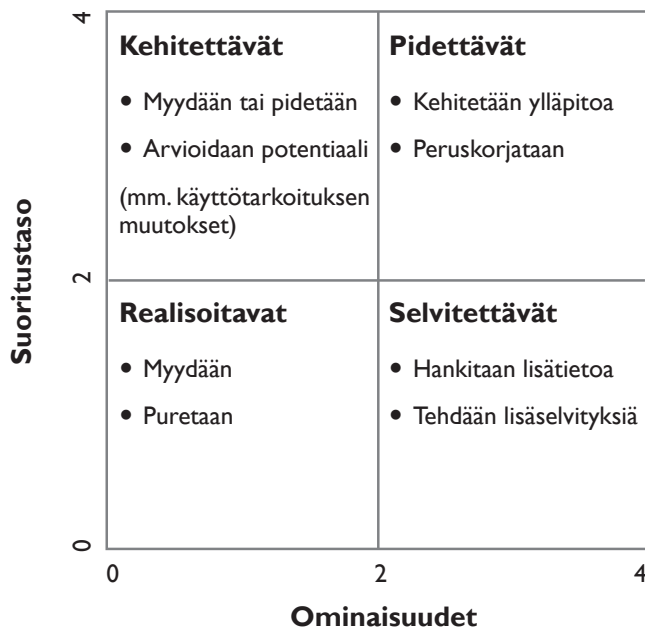 4
Kehitettävät
• Myydään tai pidetään
• Arvioidaan potentiaali
(mm. käyttötarkoituksen
muutokset)
Pidettävät
• Kehitetään ylläpitoa
• Peruskorjataan
Suoritustaso
2
Realisoitavat
• Myydään
• Puretaan
Selvitettävät
• Hankitaan lisätietoa
• Tehdään lisäselvityksiä
0
0 2 4
Ominaisuudet